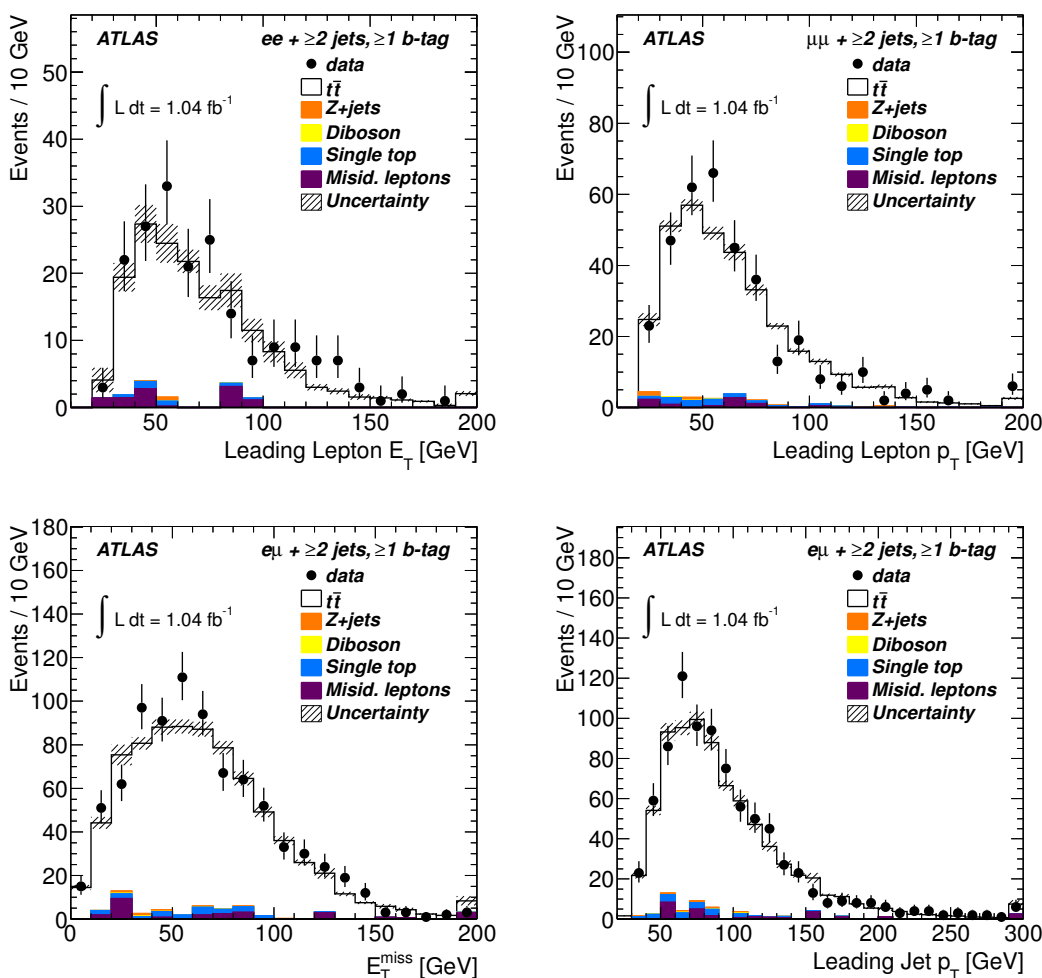 ATLAS ee + ≥2 jets, ≥1 b-tag
data
∫ L dt = 1.04 fb⁻¹
tt̄
Z+jets
Diboson
Single top
Misid. leptons
Uncertainty
Events / 10 GeV
50
40
30
20
10
0
50 100 150 200
Leading Lepton E_T [GeV]
ATLAS μμ + ≥2 jets, ≥1 b-tag
data
∫ L dt = 1.04 fb⁻¹
tt̄
Z+jets
Diboson
Single top
Misid. leptons
Uncertainty
Events / 10 GeV
100
80
60
40
20
0
50 100 150 200
Leading Lepton p_T [GeV]
ATLAS eμ + ≥2 jets, ≥1 b-tag
data
∫ L dt = 1.04 fb⁻¹
tt̄
Z+jets
Diboson
Single top
Misid. leptons
Uncertainty
Events / 10 GeV
180
160
140
120
100
80
60
40
20
0
0 50 100 150 200
E_T^miss [GeV]
ATLAS eμ + ≥2 jets, ≥1 b-tag
data
∫ L dt = 1.04 fb⁻¹
tt̄
Z+jets
Diboson
Single top
Misid. leptons
Uncertainty
Events / 10 GeV
180
160
140
120
100
80
60
40
20
0
50 100 150 200 250 300
Leading Jet p_T [GeV]